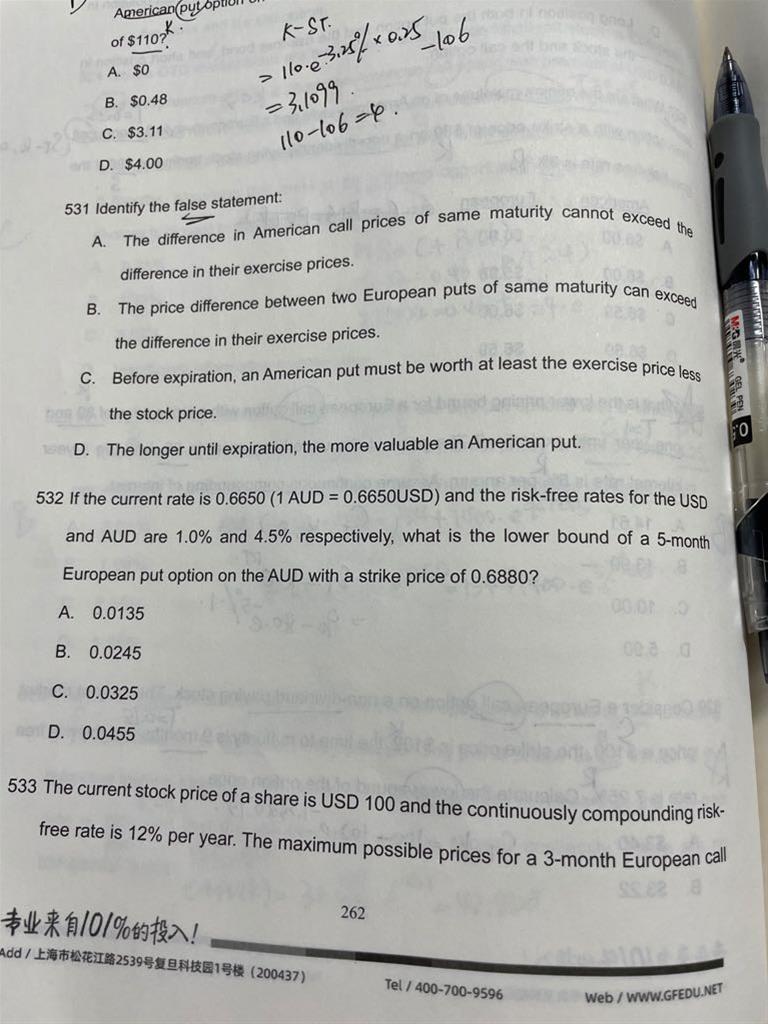 American put option
of $110?
K.
A. $0
B. $0.48
C. $3.11
D. $4.00
K-ST.
= 110·e^-3.25% × 0.25 - 106
= 3.1099.
110-106 = 4.
531 Identify the false statement:
A. The difference in American call prices of same maturity cannot exceed the
difference in their exercise prices.
B. The price difference between two European puts of same maturity can exceed
the difference in their exercise prices.
C. Before expiration, an American put must be worth at least the exercise price less
the stock price.
D. The longer until expiration, the more valuable an American put.
532 If the current rate is 0.6650 (1 AUD = 0.6650USD) and the risk-free rates for the USD
and AUD are 1.0% and 4.5% respectively, what is the lower bound of a 5-month
European put option on the AUD with a strike price of 0.6880?
A. 0.0135
B. 0.0245
C. 0.0325
D. 0.0455
533 The current stock price of a share is USD 100 and the continuously compounding risk-
free rate is 12% per year. The maximum possible prices for a 3-month European call
262
专业来自101%的投入!
Add / 上海市松花江路2539号复旦科技园1号楼 (200437)
Tel / 400-700-9596
Web / WWW.GFEDU.NET
M&G
GEL PEN